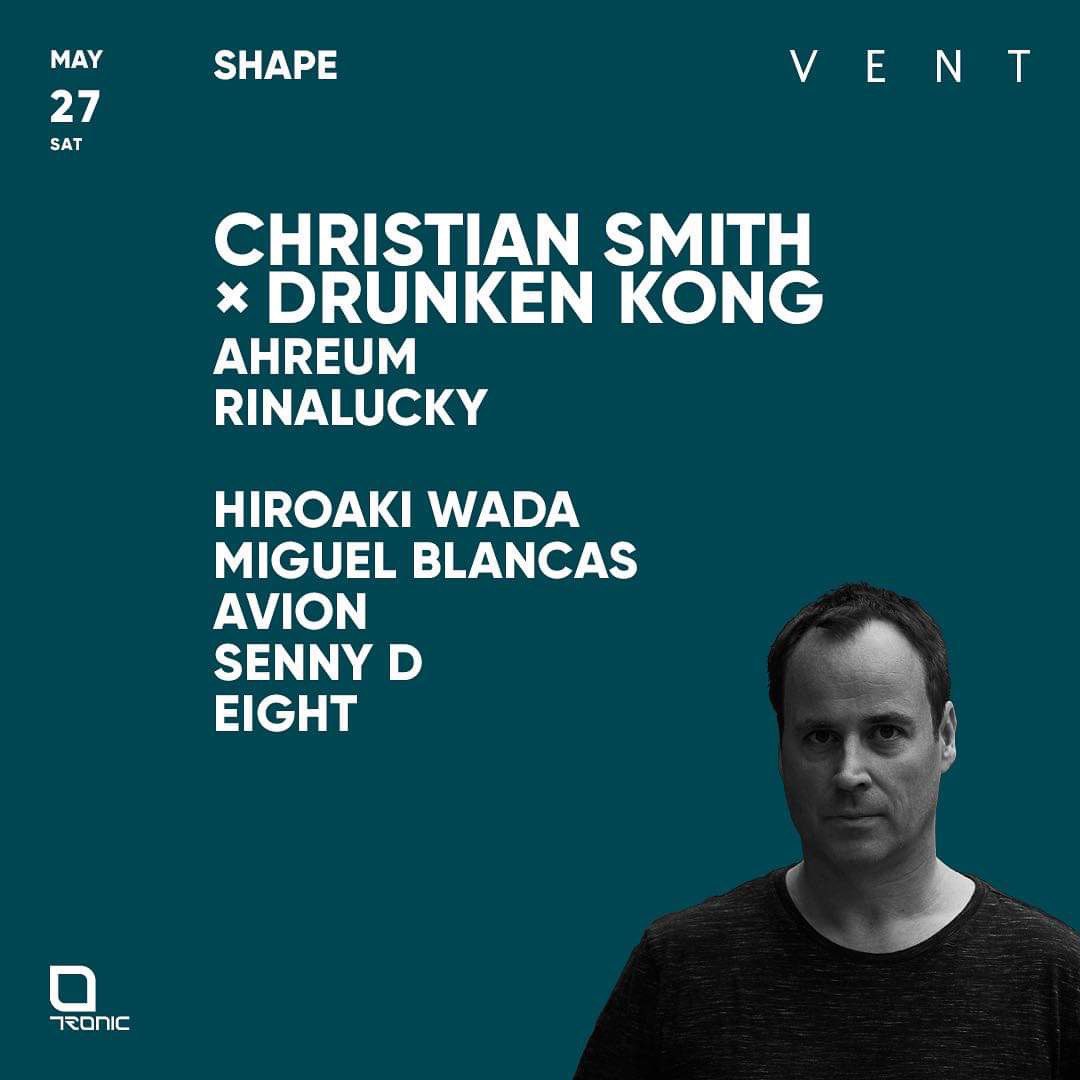 MAY
27
SAT
SHAPE
VENT
CHRISTIAN SMITH
× DRUNKEN KONG
AHREUM
RINALUCKY
HIROAKI WADA
MIGUEL BLANCAS
AVION
SENNY D
EIGHT
TRONIC